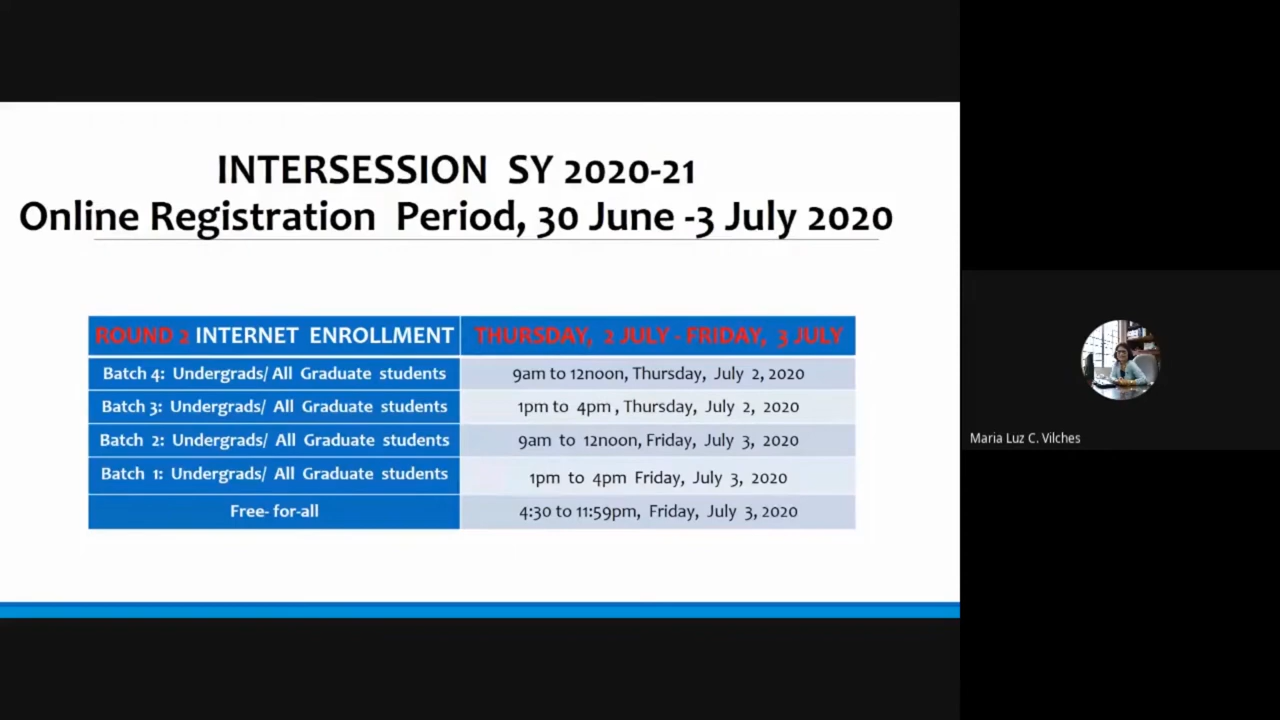 INTERSESSION SY 2020-21
Online Registration Period, 30 June -3 July 2020
ROUND 2 INTERNET ENROLLMENT THURSDAY, 2 JULY - FRIDAY, 3 JULY
Batch 4: Undergrads/ All Graduate students 9am to 12noon, Thursday, July 2, 2020
Batch 3: Undergrads/ All Graduate students 1pm to 4pm , Thursday, July 2, 2020
Batch 2: Undergrads/ All Graduate students 9am to 12noon, Friday, July 3, 2020
Batch 1: Undergrads/ All Graduate students 1pm to 4pm Friday, July 3, 2020
Free- for-all 4:30 to 11:59pm, Friday, July 3, 2020
Maria Luz C. Vilches